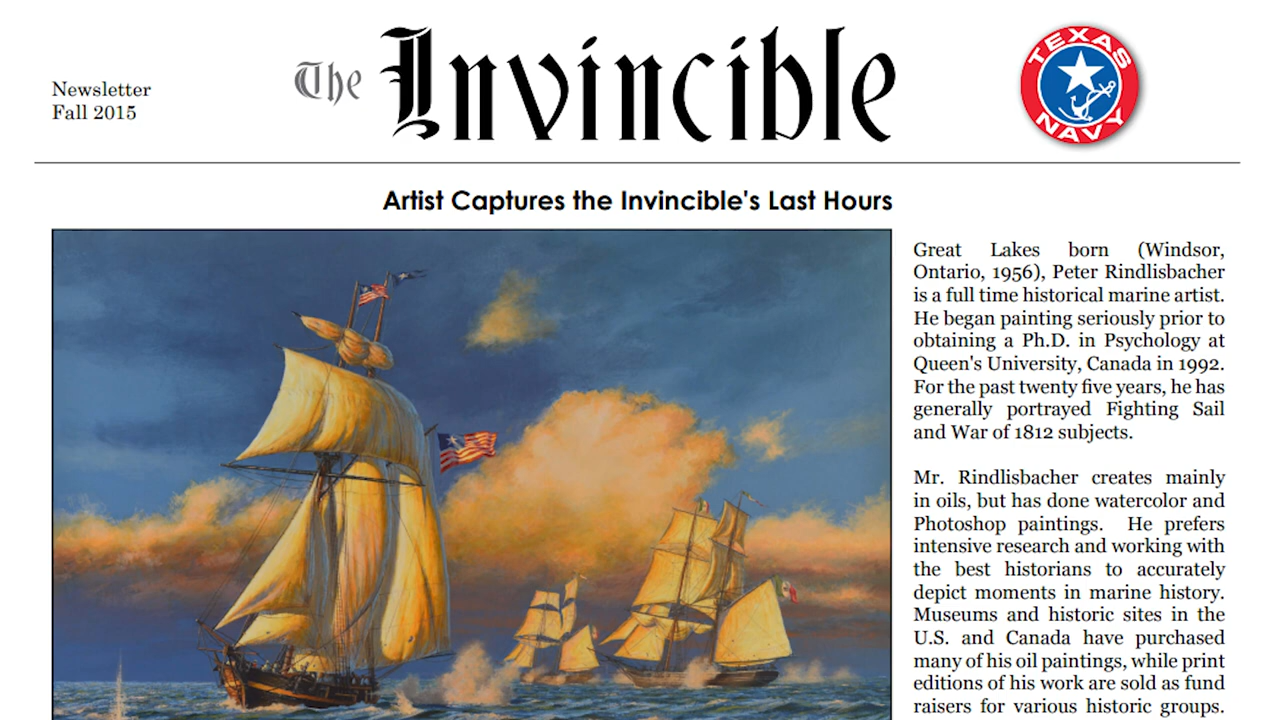 Newsletter
Fall 2015
The Invincible
TEXAS
NAVY
Artist Captures the Invincible's Last Hours
Great Lakes born (Windsor,
Ontario, 1956), Peter Rindlisbacher
is a full time historical marine artist.
He began painting seriously prior to
obtaining a Ph.D. in Psychology at
Queen's University, Canada in 1992.
For the past twenty five years, he has
generally portrayed Fighting Sail
and War of 1812 subjects.
Mr. Rindlisbacher creates mainly
in oils, but has done watercolor and
Photoshop paintings. He prefers
intensive research and working with
the best historians to accurately
depict moments in marine history.
Museums and historic sites in the
U.S. and Canada have purchased
many of his oil paintings, while print
editions of his work are sold as fund
raisers for various historic groups.